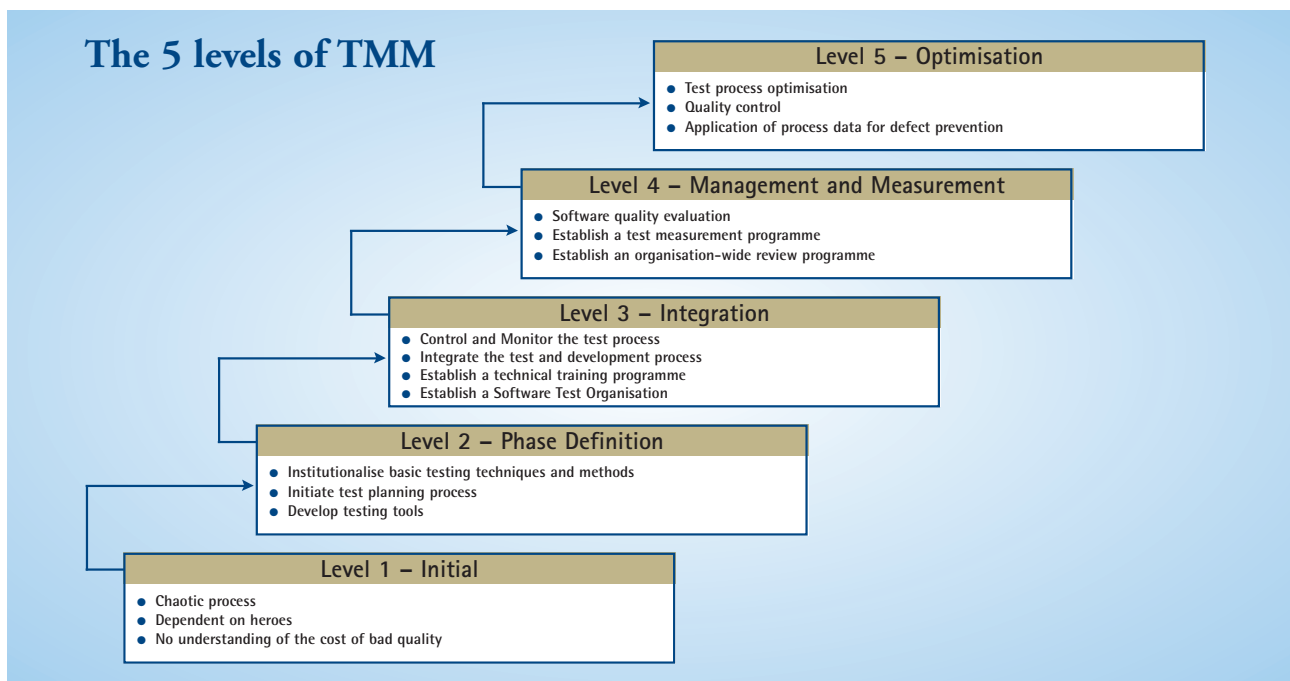 The 5 levels of TMM
Level 5 – Optimisation
● Test process optimisation
● Quality control
● Application of process data for defect prevention
Level 4 – Management and Measurement
● Software quality evaluation
● Establish a test measurement programme
● Establish an organisation-wide review programme
Level 3 – Integration
● Control and Monitor the test process
● Integrate the test and development process
● Establish a technical training programme
● Establish a Software Test Organisation
Level 2 – Phase Definition
● Institutionalise basic testing techniques and methods
● Initiate test planning process
● Develop testing tools
Level 1 – Initial
● Chaotic process
● Dependent on heroes
● No understanding of the cost of bad quality